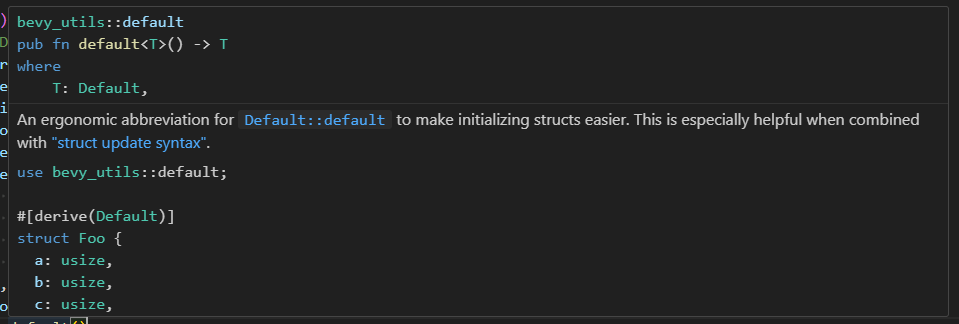 bevy_utils::default
pub fn default<T>() -> T
where
    T: Default,
An ergonomic abbreviation for Default::default to make initializing structs easier. This is especially helpful when combined
with "struct update syntax".
use bevy_utils::default;
#[derive(Default)]
struct Foo {
  a: usize,
  b: usize,
  c: usize,